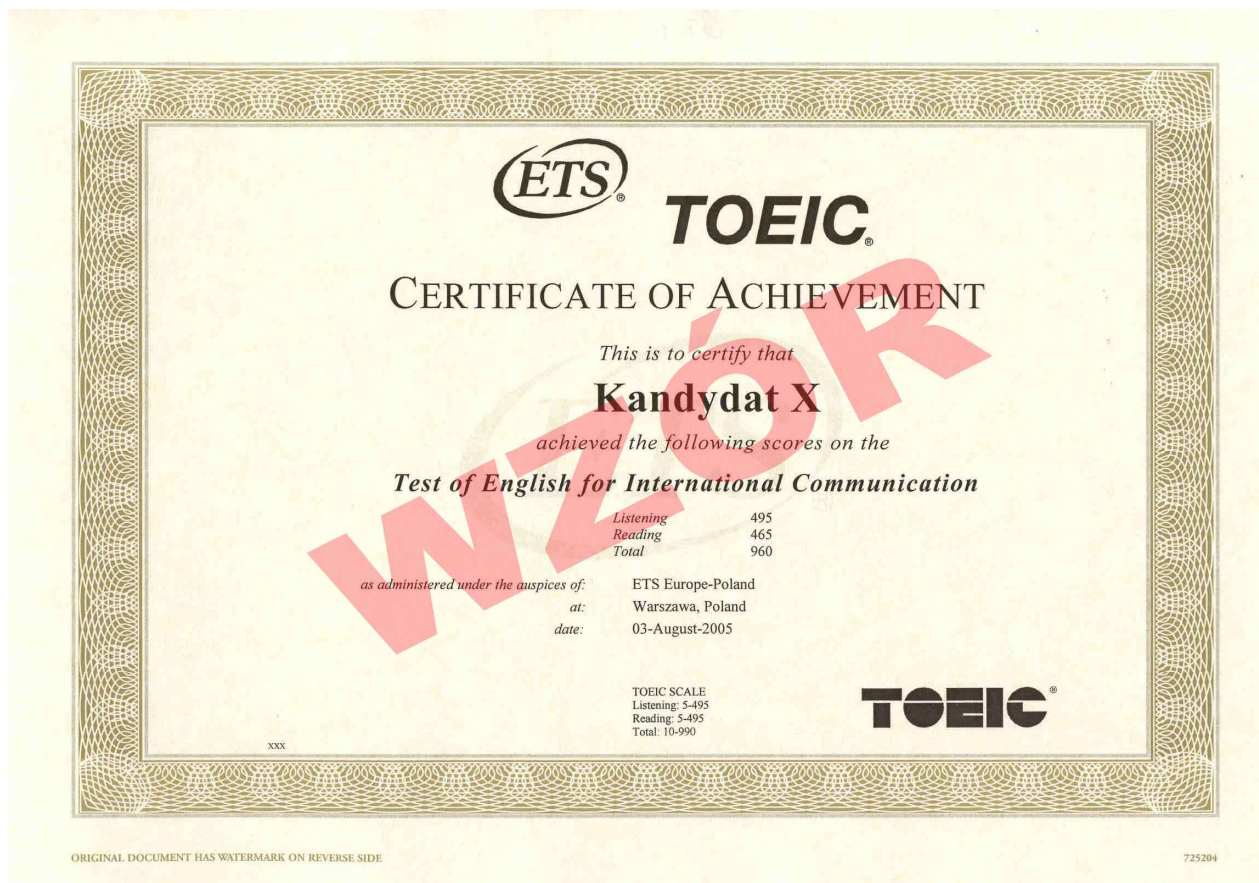 ETS®
TOEIC®
CERTIFICATE OF ACHIEVEMENT
This is to certify that
Kandydat X
achieved the following scores on the
Test of English for International Communication
Listening 495
Reading 465
Total 960
as administered under the auspices of: ETS Europe-Poland
at: Warszawa, Poland
date: 03-August-2005
WZÓR
TOEIC SCALE
Listening: 5-495
Reading: 5-495
Total: 10-990
TOEIC®
xxx
ORIGINAL DOCUMENT HAS WATERMARK ON REVERSE SIDE 725204